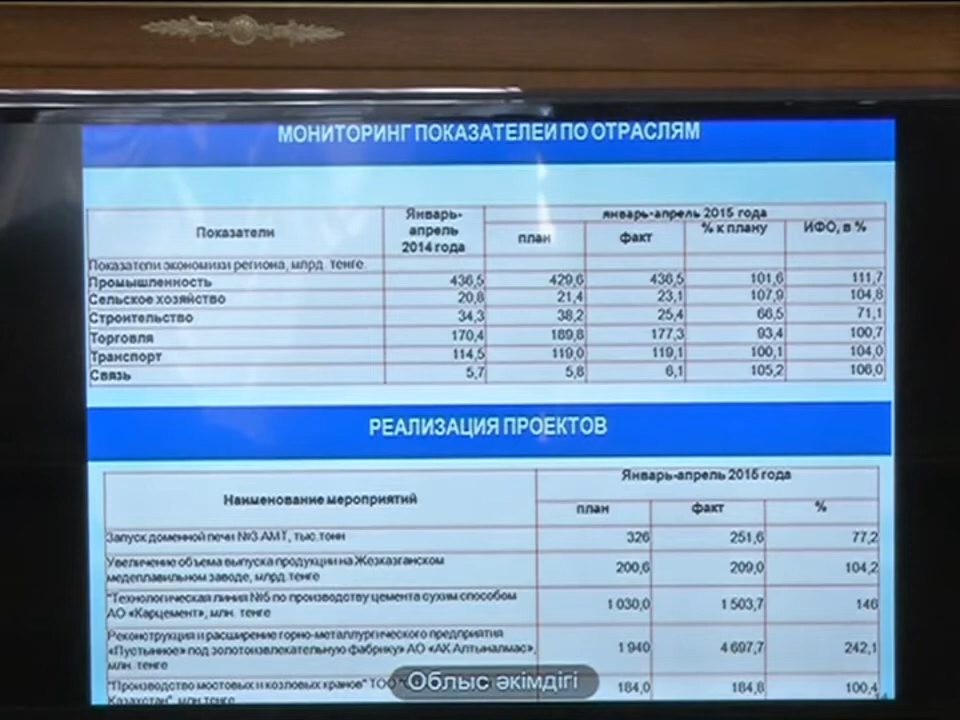 МОНИТОРИНГ ПОКАЗАТЕЛЕЙ ПО ОТРАСЛЯМ
Показатели Январь-апрель 2014 года январь-апрель 2015 года
план факт % к плану ИФО, в %
Показатели экономики региона, млрд. тенге.
Промышленность 436,5 429,6 436,5 101,6 111,7
Сельское хозяйство 20,8 21,4 23,1 107,9 104,8
Строительство 34,3 38,2 25,4 66,5 71,1
Торговля 170,4 189,8 177,3 93,4 100,7
Транспорт 114,5 119,0 119,1 100,1 104,0
Связь 5,7 5,8 6,1 105,2 106,0
РЕАЛИЗАЦИЯ ПРОЕКТОВ
Наименование мероприятий Январь-апрель 2015 года
план факт %
Запуск доменной печи №3 АМТ, тыс.тонн 326 251,6 77,2
Увеличение объема выпуска продукции на Жезказганском
медеплавильном заводе, млрд.тенге 200,6 209,0 104,2
"Технологическая линия №5 по производству цемента сухим способом
АО «Карцемент», млн. тенге 1 030,0 1 503,7 146
Реконструкция и расширение горно-металлургического предприятия
«Пустынное» под золотоизвлекательную фабрику» АО «АК Алтыналмас»,
млн. тенге 1 940 4 697,7 242,1
"Производство мостовых и козловых кранов" ТОО 184,0 184,8 100,4
Казахстан", млн.тенге
Облыс әкімдігі